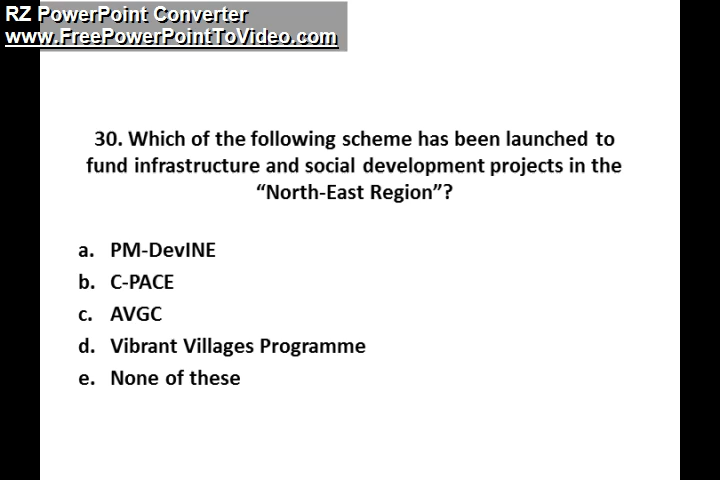 RZ PowerPoint Converter
www.FreePowerPointToVideo.com
30. Which of the following scheme has been launched to
fund infrastructure and social development projects in the
“North-East Region”?
a. PM-DevINE
b. C-PACE
c. AVGC
d. Vibrant Villages Programme
e. None of these